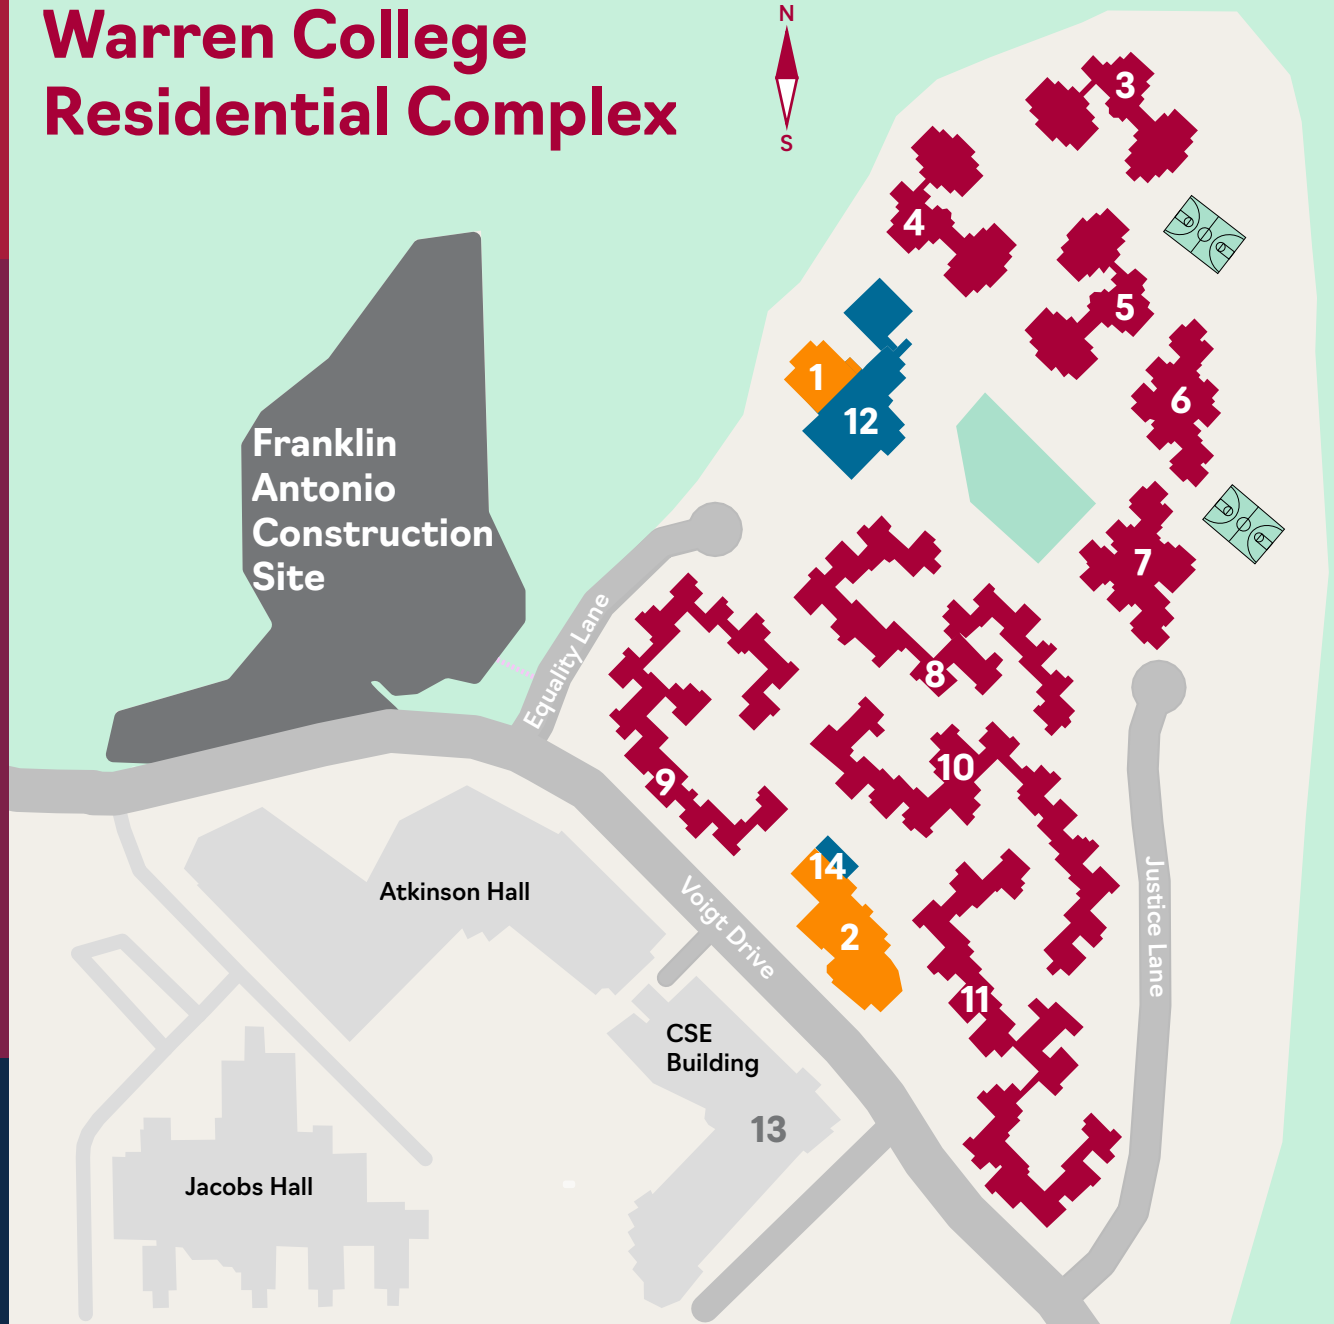 Warren College
Residential Complex
N
S
3
4
5
1
6
12
Franklin
Antonio
Construction
Site
7
Equality Lane
8
9
10
14
Atkinson Hall
Voigt Drive
2
Justice Lane
11
CSE
Building
13
Jacobs Hall